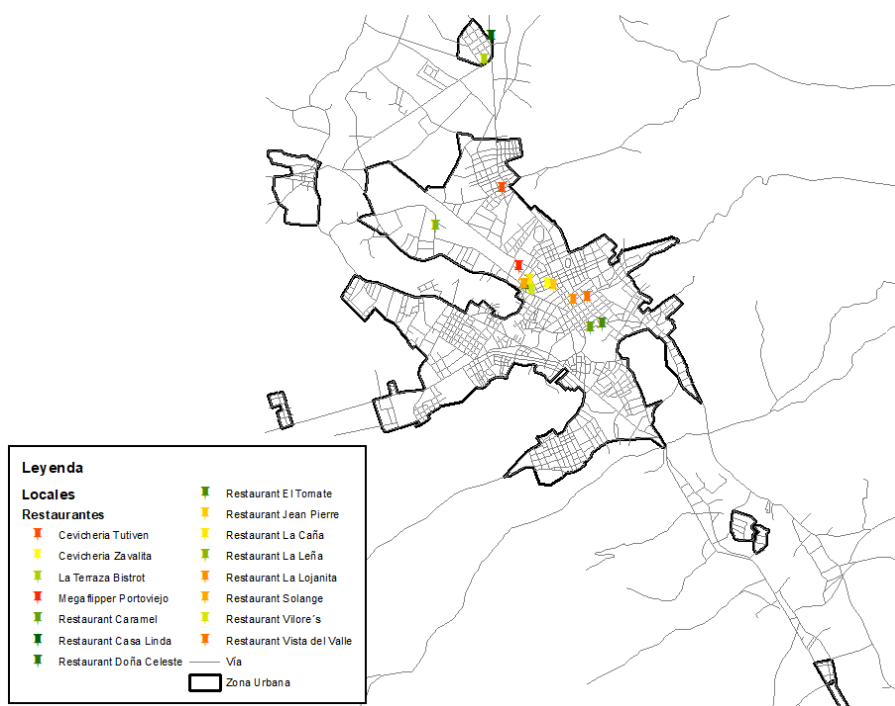 Leyenda
Locales
Restaurantes
Cevicheria Tutiven
Cevicheria Zavalita
La Terraza Bistrot
Megaflipper Portoviejo
Restaurant Caramel
Restaurant Casa Linda
Restaurant Doña Celeste
Restaurant El Tomate
Restaurant Jean Pierre
Restaurant La Caña
Restaurant La Leña
Restaurant La Lojanita
Restaurant Solange
Restaurant Vilore´s
Restaurant Vista del Valle
Vía
Zona Urbana